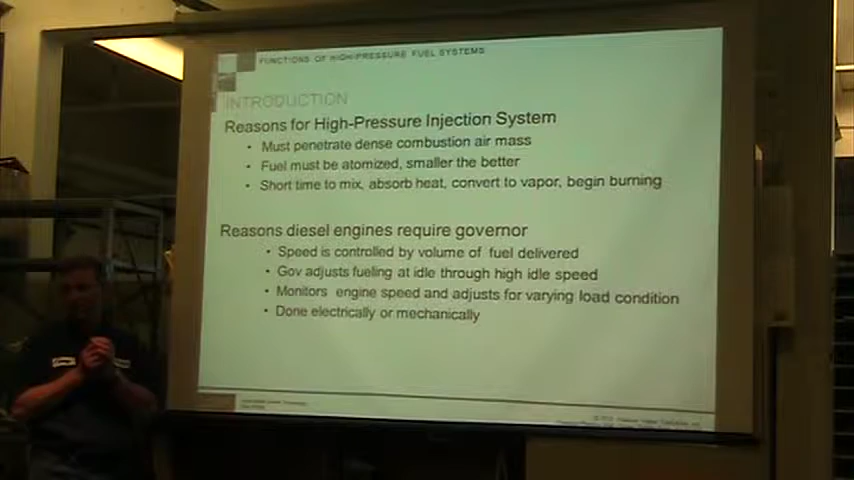 FUNCTIONS OF HIGH-PRESSURE FUEL SYSTEMS
INTRODUCTION
Reasons for High-Pressure Injection System
• Must penetrate dense combustion air mass
• Fuel must be atomized, smaller the better
• Short time to mix, absorb heat, convert to vapor, begin burning
Reasons diesel engines require governor
• Speed is controlled by volume of fuel delivered
• Gov adjusts fueling at idle through high idle speed
• Monitors engine speed and adjusts for varying load condition
• Done electrically or mechanically